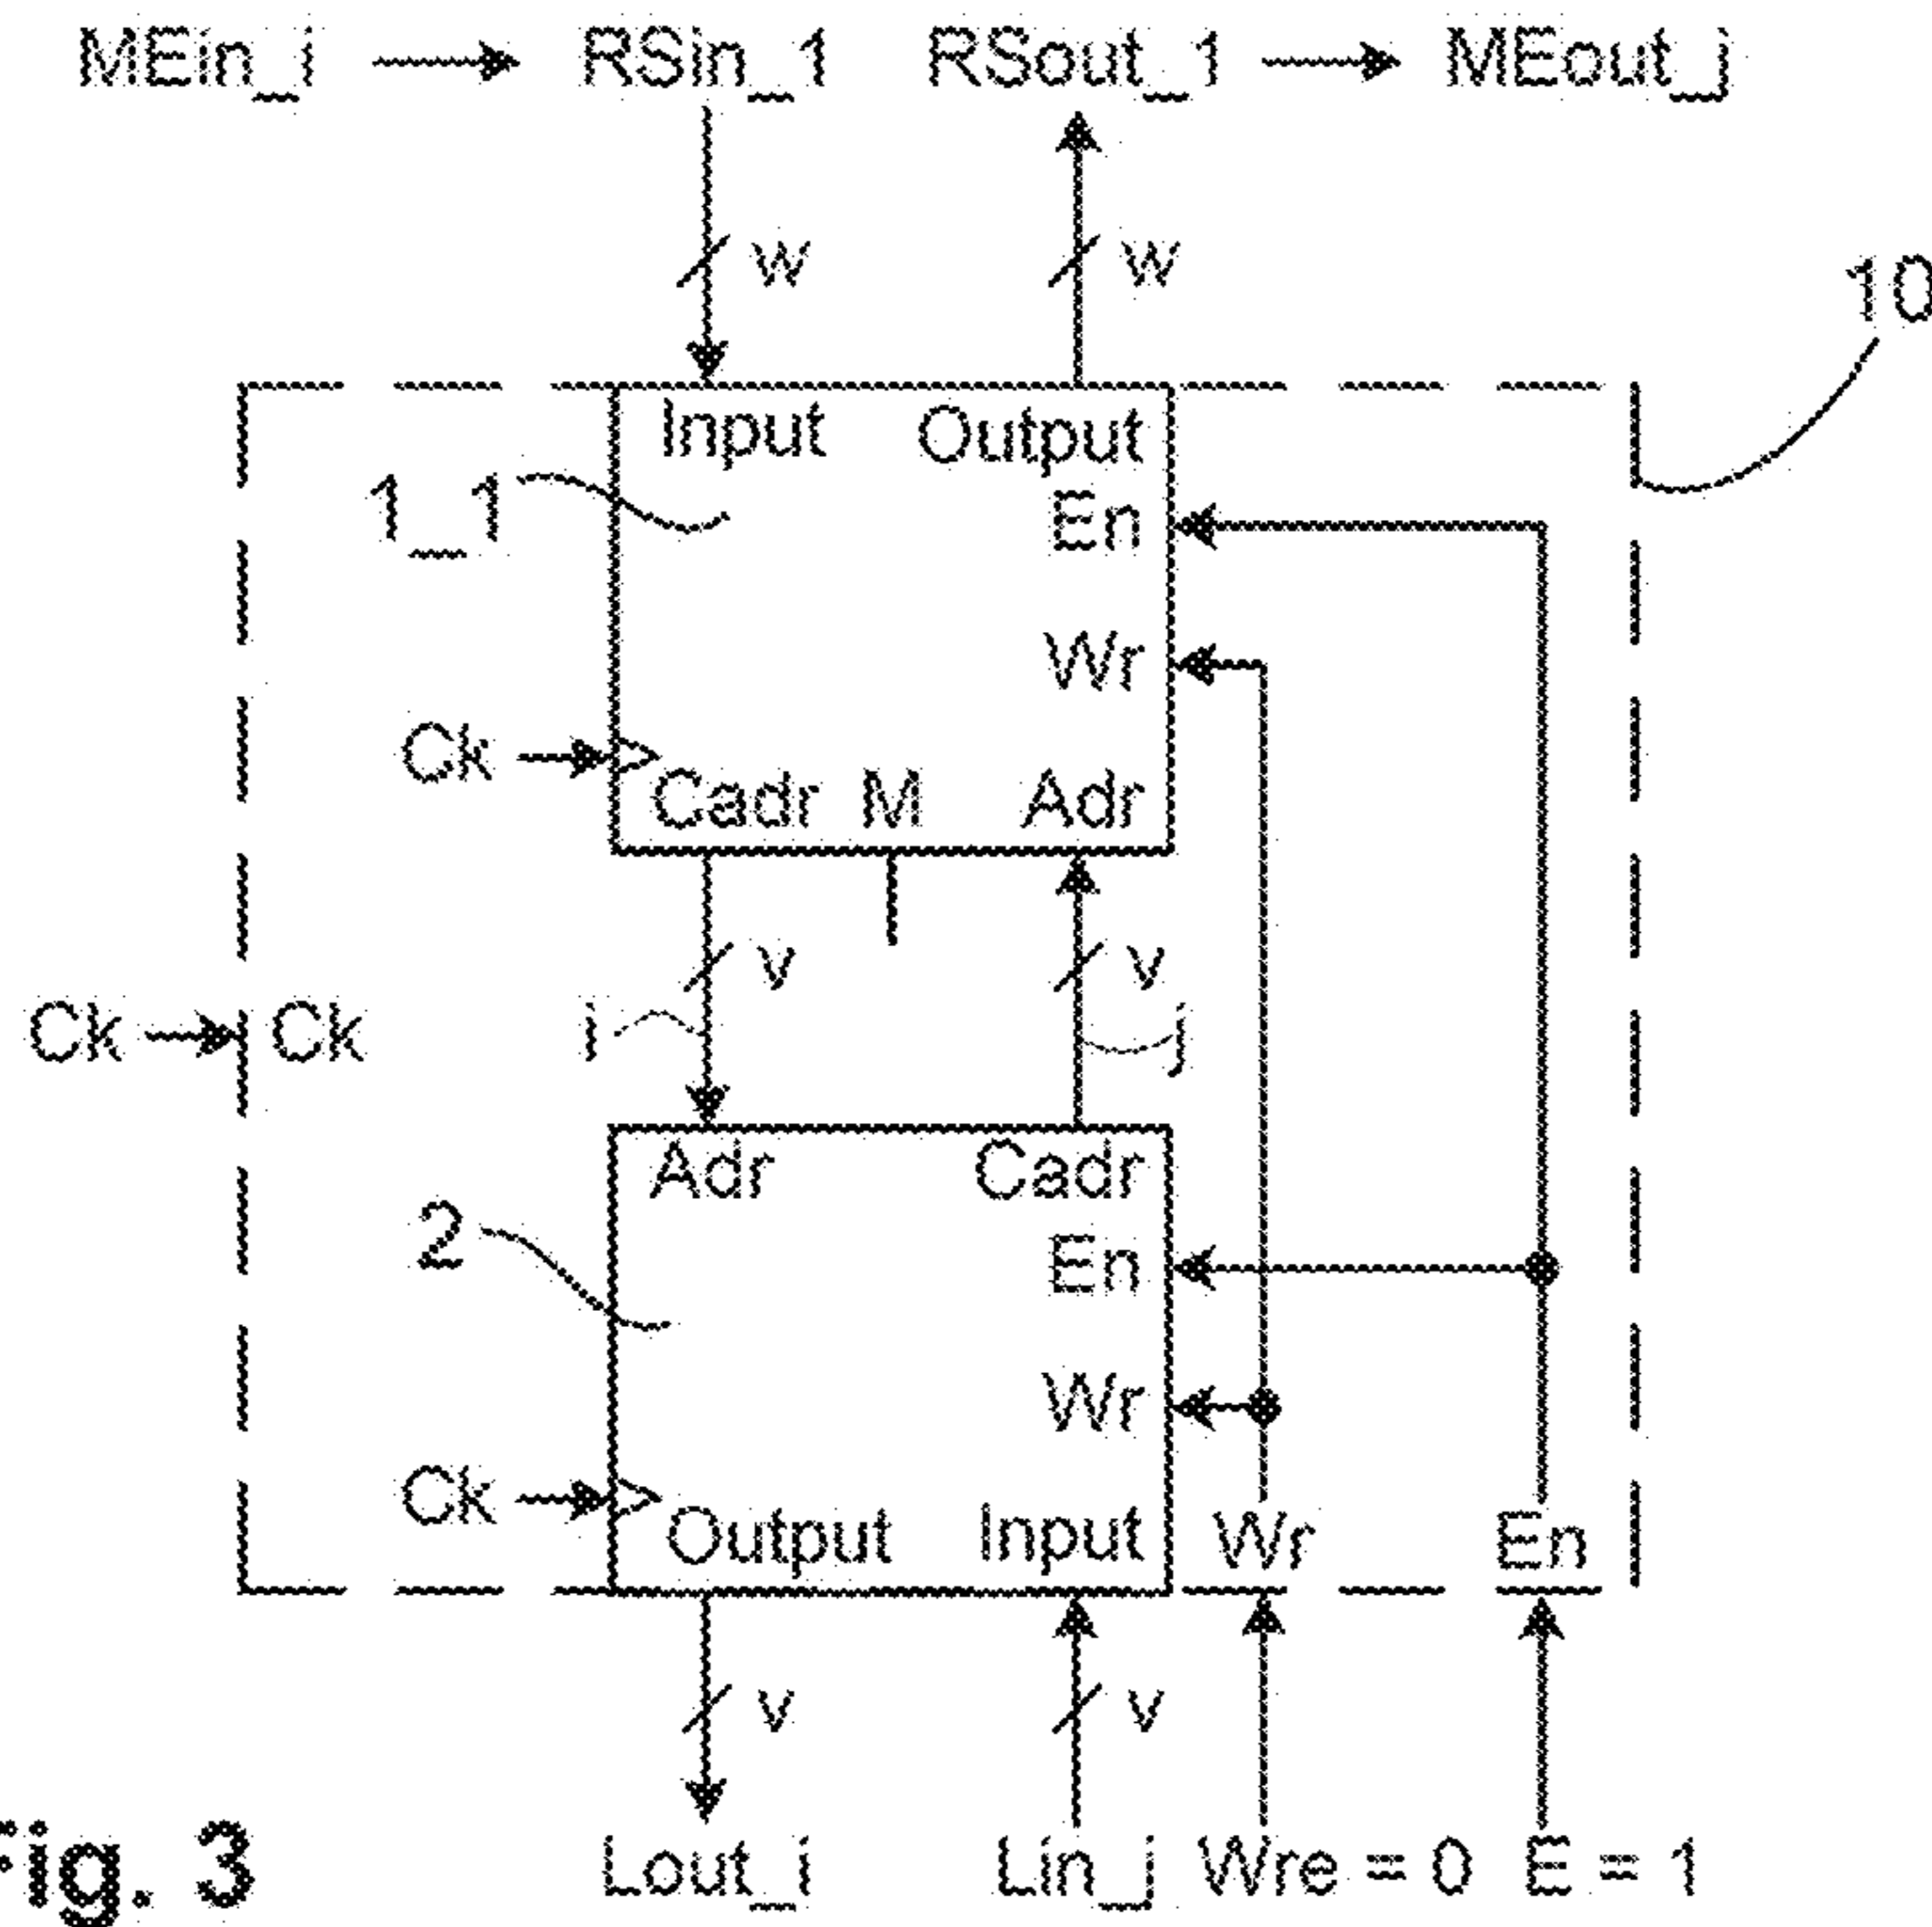 MEin_i RSin_1 RSout_1 MEout_j
w w
10
Input Output
1_1
En
Wr
Ck
Cadr M Adr
v v
Ck Ck i j
Adr Cadr
2
En
Wr
Ck
Output Input Wr En
v v
Fig. 3 Lout_i Lin_j Wre = 0 E = 1